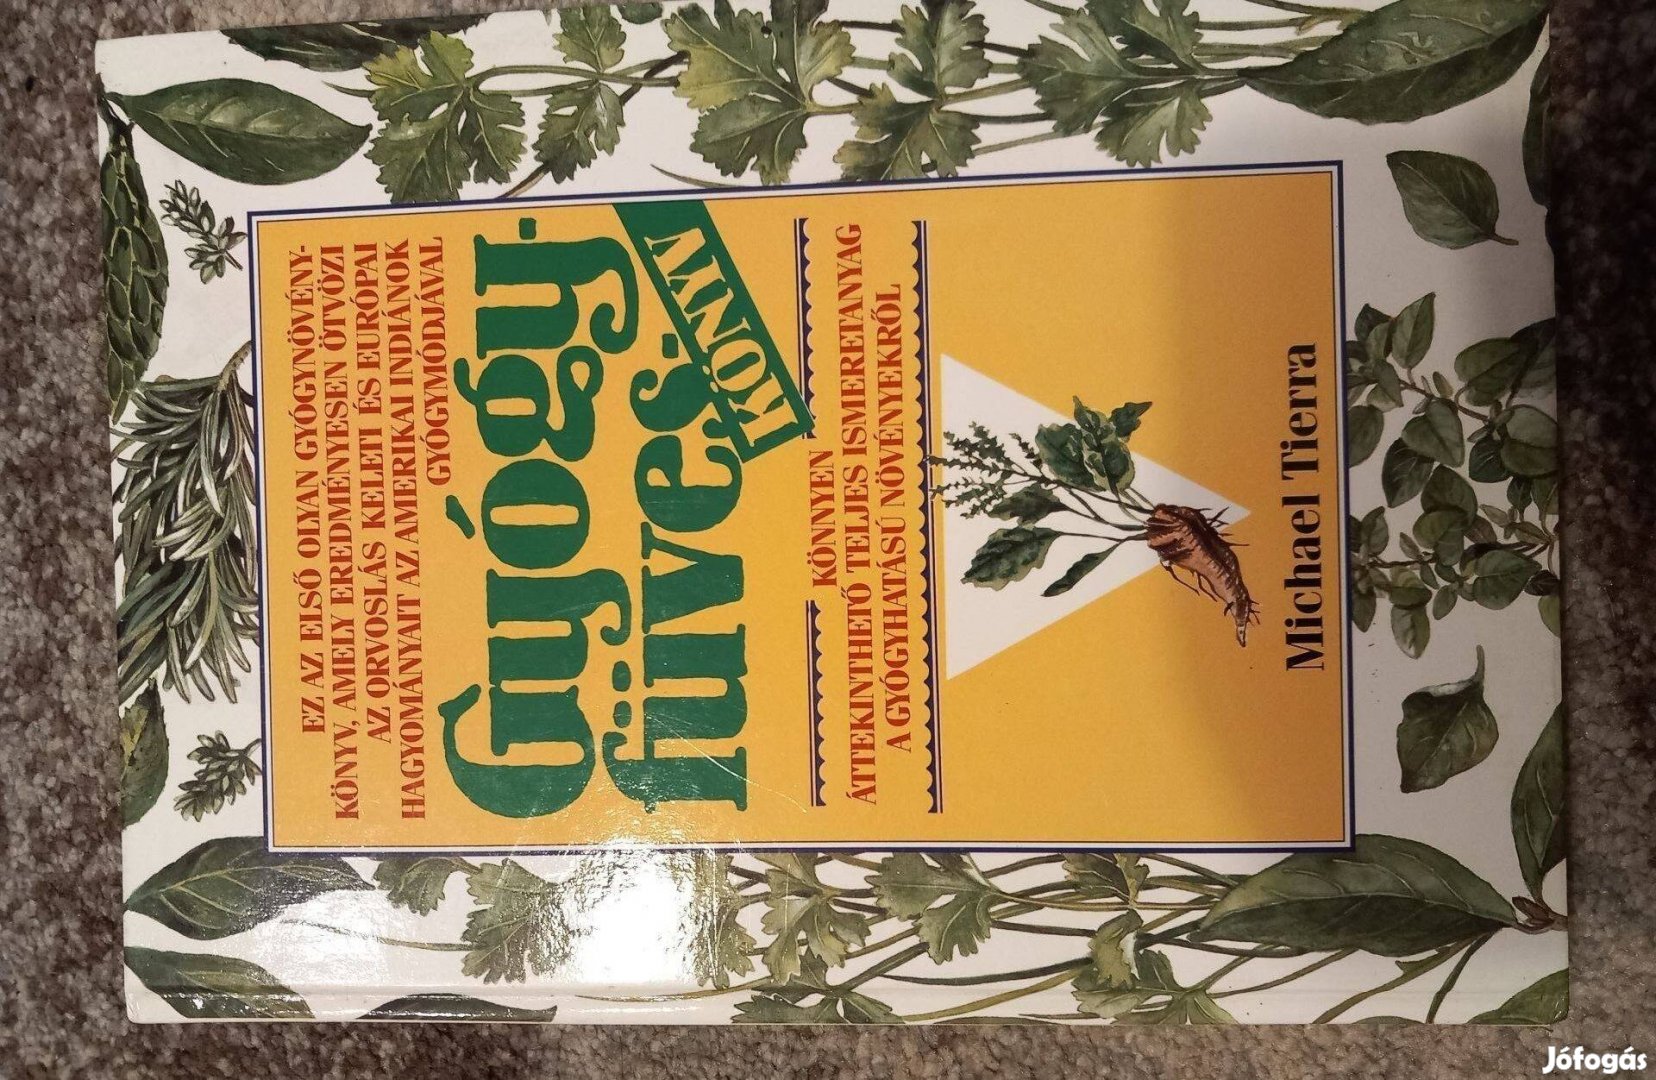 EZ AZ ELSŐ OLYAN GYÓGYNÖVÉNY-
KÖNYV, AMELY EREDMÉNYESEN ÖTVÖZI
AZ ORVOSLÁS KELETI ÉS EURÓPAI
HAGYOMÁNYAIT AZ AMERIKAI INDIÁNOK
GYÓGYMÓDJÁVAL
Gyógy-
füves
KÖNYV
KÖNNYEN
ÁTTEKINTHETŐ TELJES ISMERETANYAG
A GYÓGYHATÁSÚ NÖVÉNYEKRŐL
Michael Tierra
Jófogás